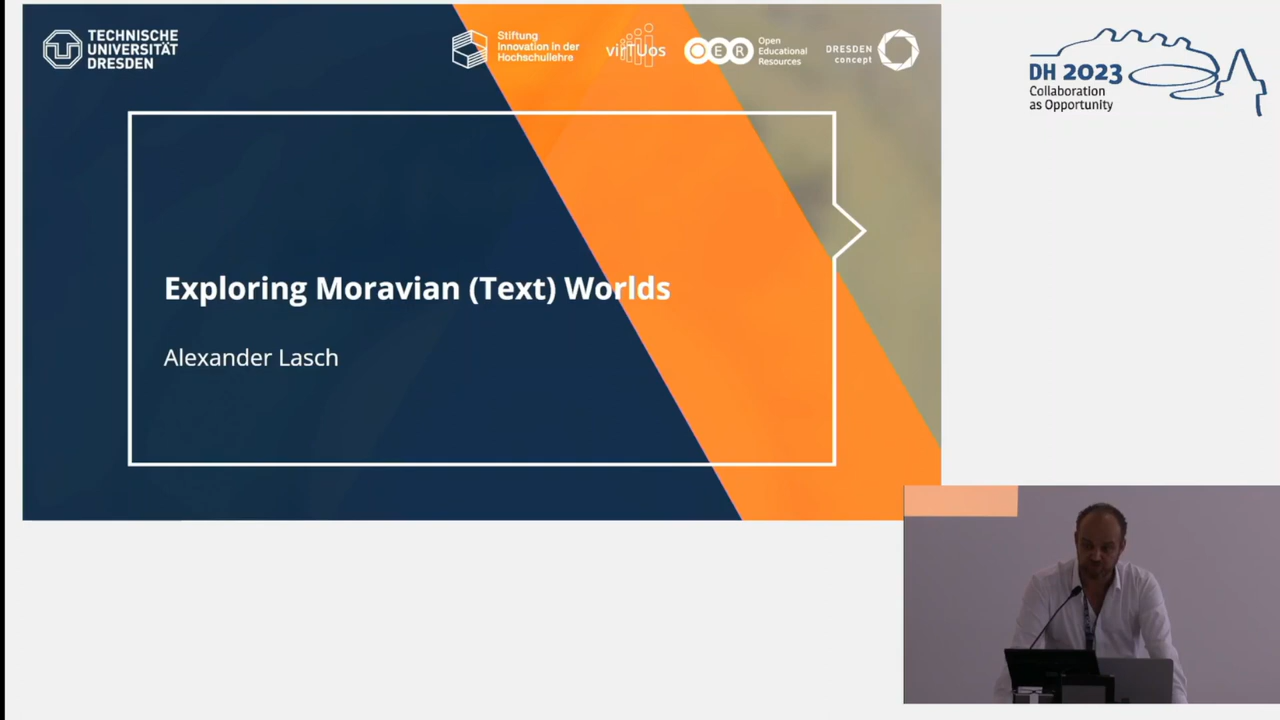 TECHNISCHE
UNIVERSITÄT
DRESDEN
Stiftung
Innovation in der
Hochschullehre
virTUos
OER
Open
Educational
Resources
DRESDEN
concept
DH 2023
Collaboration
as Opportunity
Exploring Moravian (Text) Worlds
Alexander Lasch